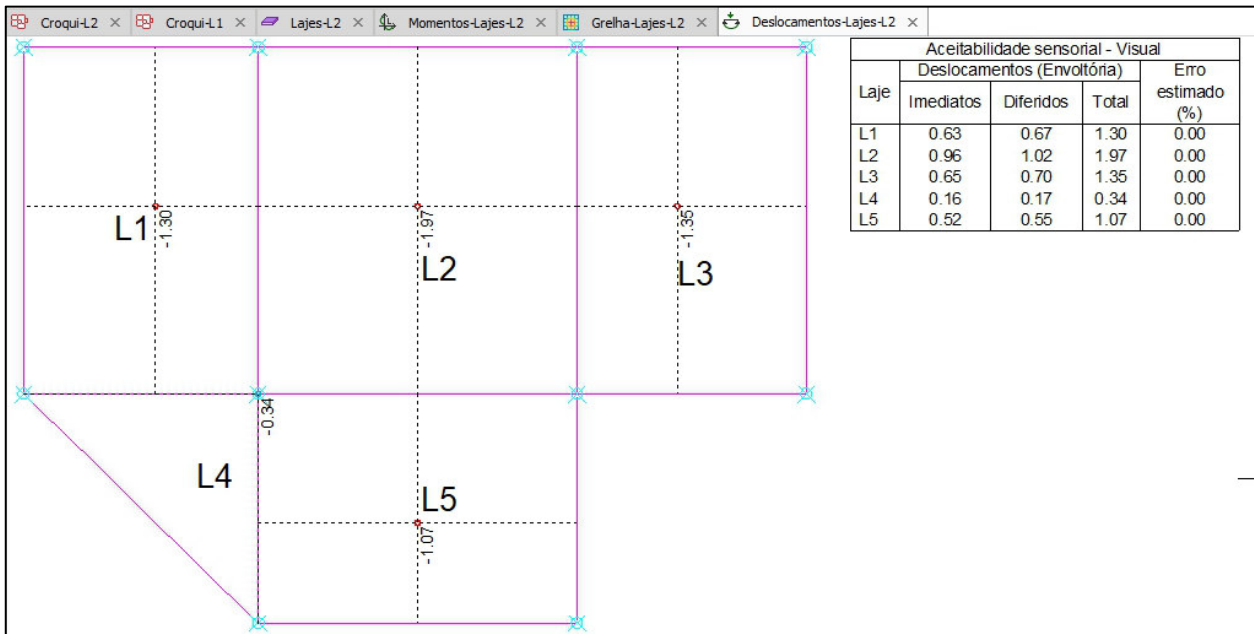 Croqui-L2 Croqui-L1 Lajes-L2 Momentos-Lajes-L2 Grelha-Lajes-L2 Deslocamentos-Lajes-L2
Aceitabilidade sensorial - Visual
Laje Deslocamentos (Envoltória) Erro estimado (%)
Imediatos Diferidos Total
L1 0.63 0.67 1.30 0.00
L2 0.96 1.02 1.97 0.00
L3 0.65 0.70 1.35 0.00
L4 0.16 0.17 0.34 0.00
L5 0.52 0.55 1.07 0.00
L1
-1.30
L2
-1.97
L3
-1.35
L4
-0.34
L5
-1.07